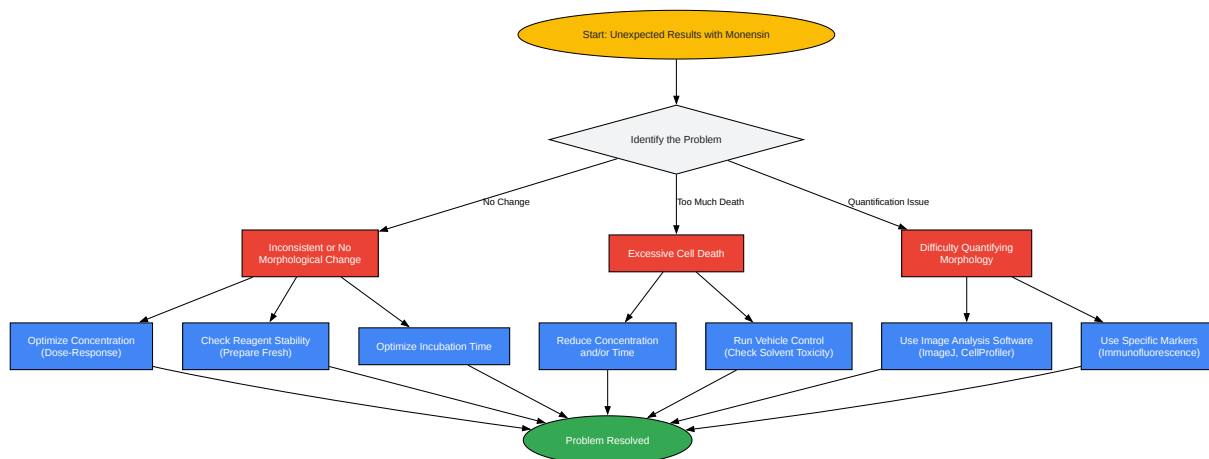 Start: Unexpected Results with Monensin
Identify the Problem
No Change
Too Much Death
Quantification Issue
Inconsistent or No
Morphological Change
Excessive Cell Death
Difficulty Quantifying
Morphology
Optimize Concentration
(Dose-Response)
Check Reagent Stability
(Prepare Fresh)
Optimize Incubation Time
Reduce Concentration
and/or Time
Run Vehicle Control
(Check Solvent Toxicity)
Use Image Analysis Software
(ImageJ, CellProfiler)
Use Specific Markers
(Immunofluorescence)
Problem Resolved